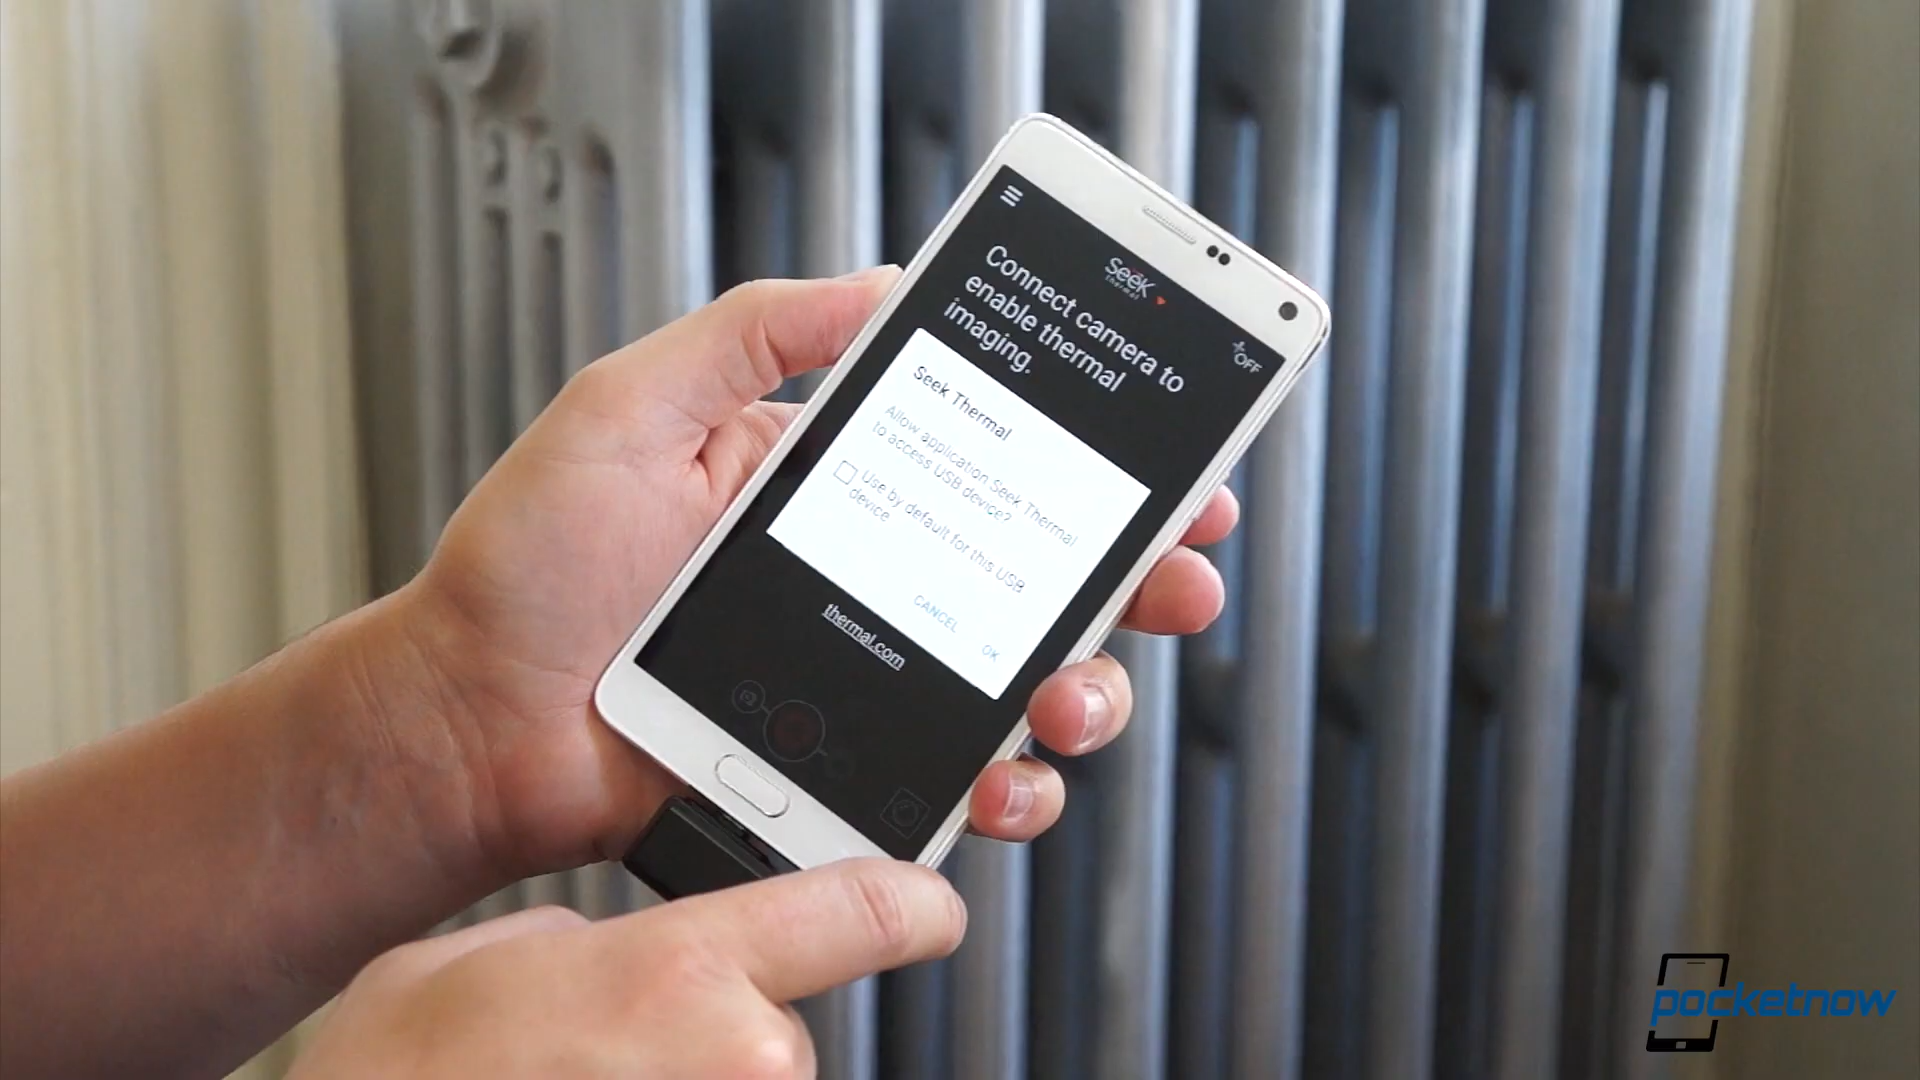 Seek
Thermal
OFF
Connect camera to
enable thermal
imaging.
Seek Thermal
Allow application Seek Thermal
to access USB device?
Use by default for this USB
device
CANCEL
OK
thermal.com
pocketnow